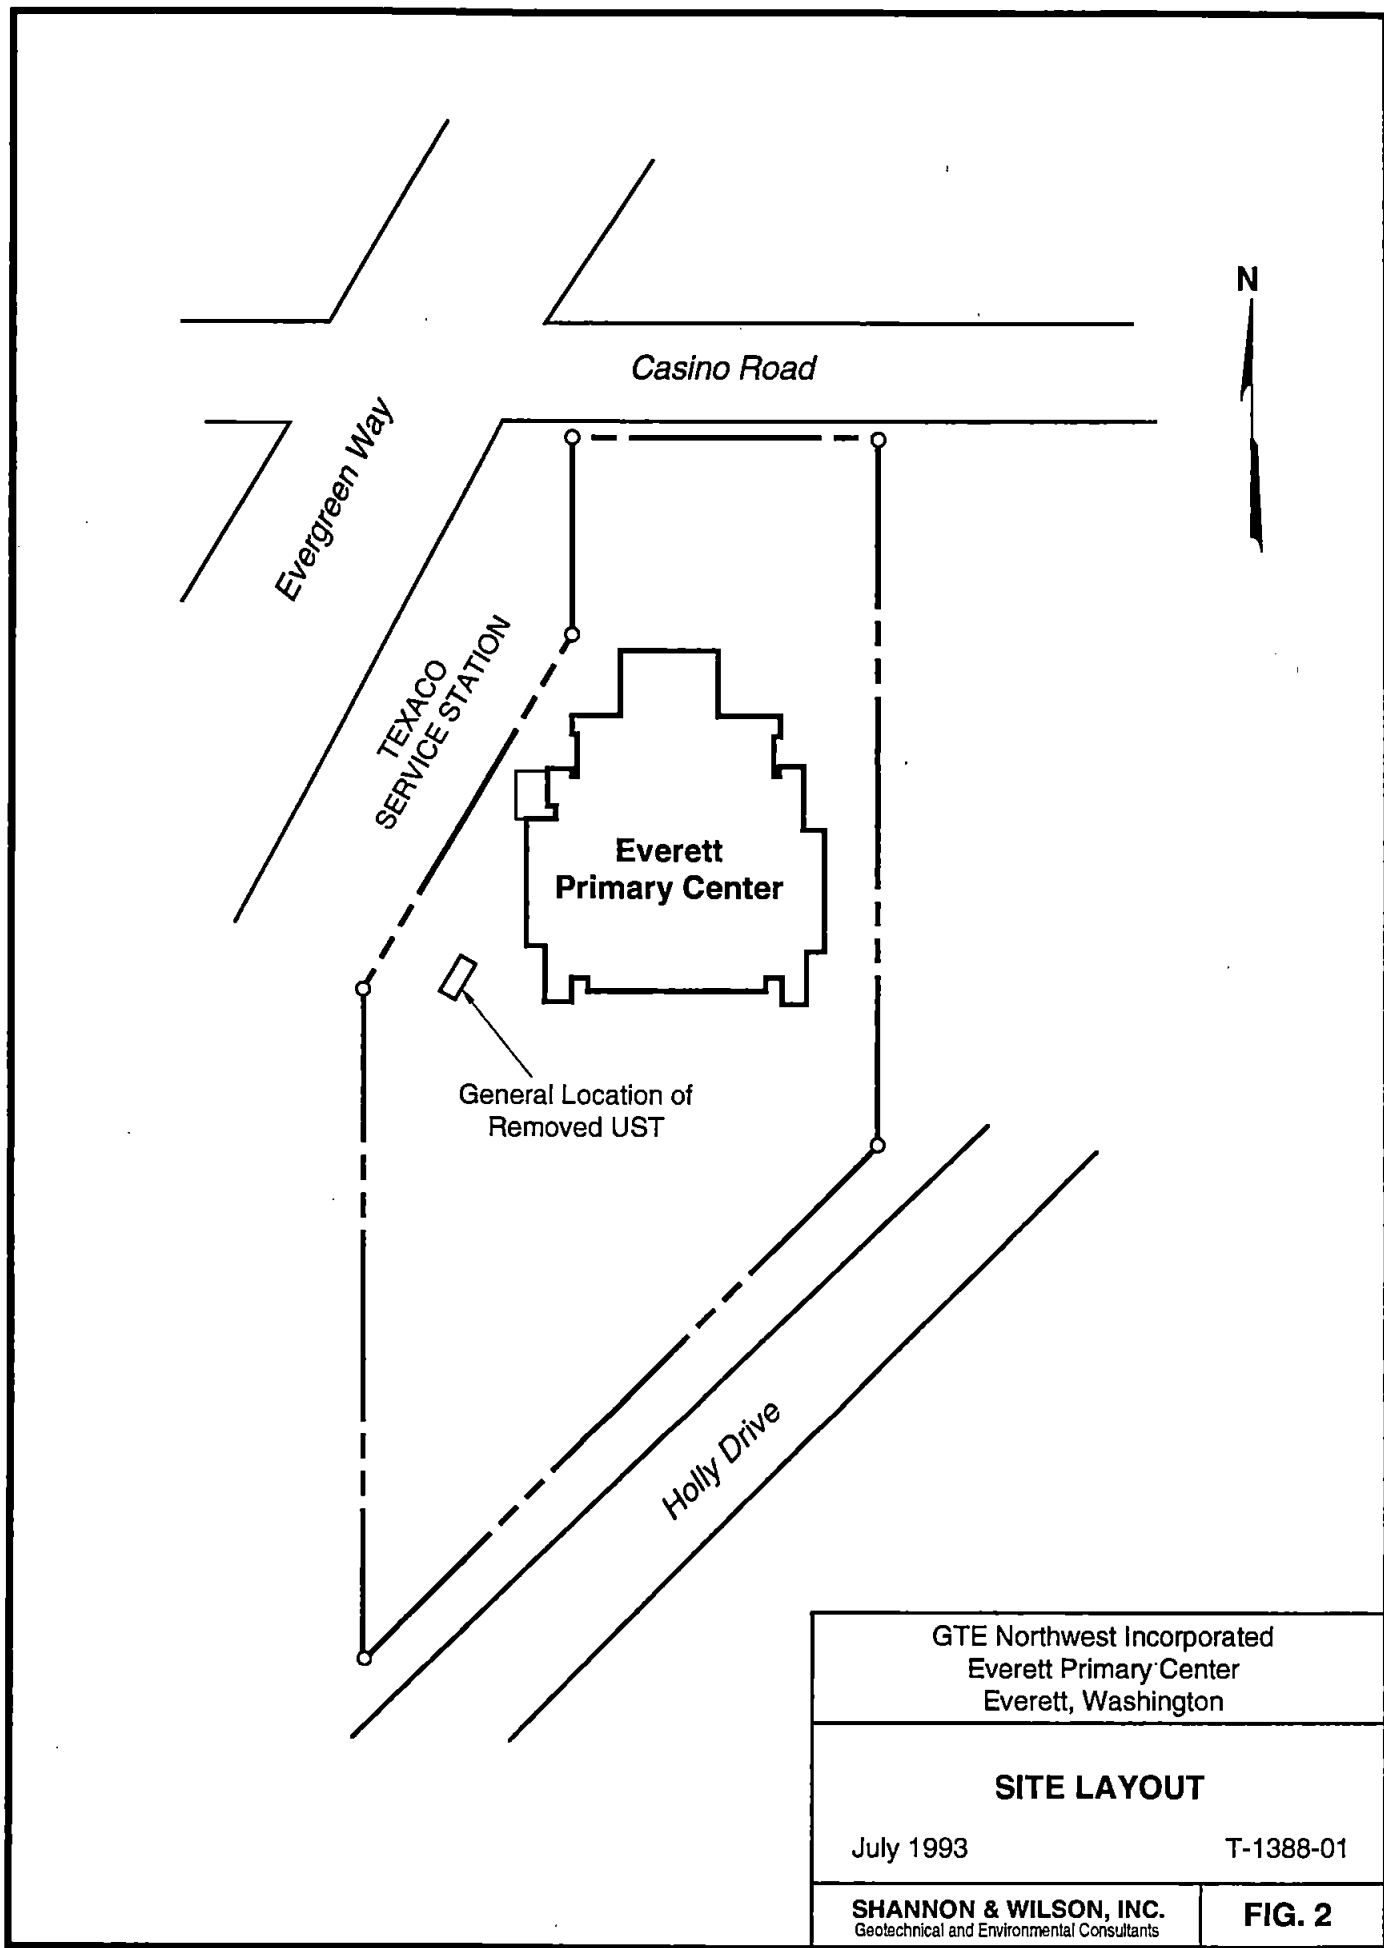 N
Casino Road
Evergreen Way
TEXACO
SERVICE STATION
Everett
Primary Center
General Location of
Removed UST
Holly Drive
GTE Northwest Incorporated
Everett Primary Center
Everett, Washington
SITE LAYOUT
July 1993 T-1388-01
SHANNON & WILSON, INC.
Geotechnical and Environmental Consultants
FIG. 2